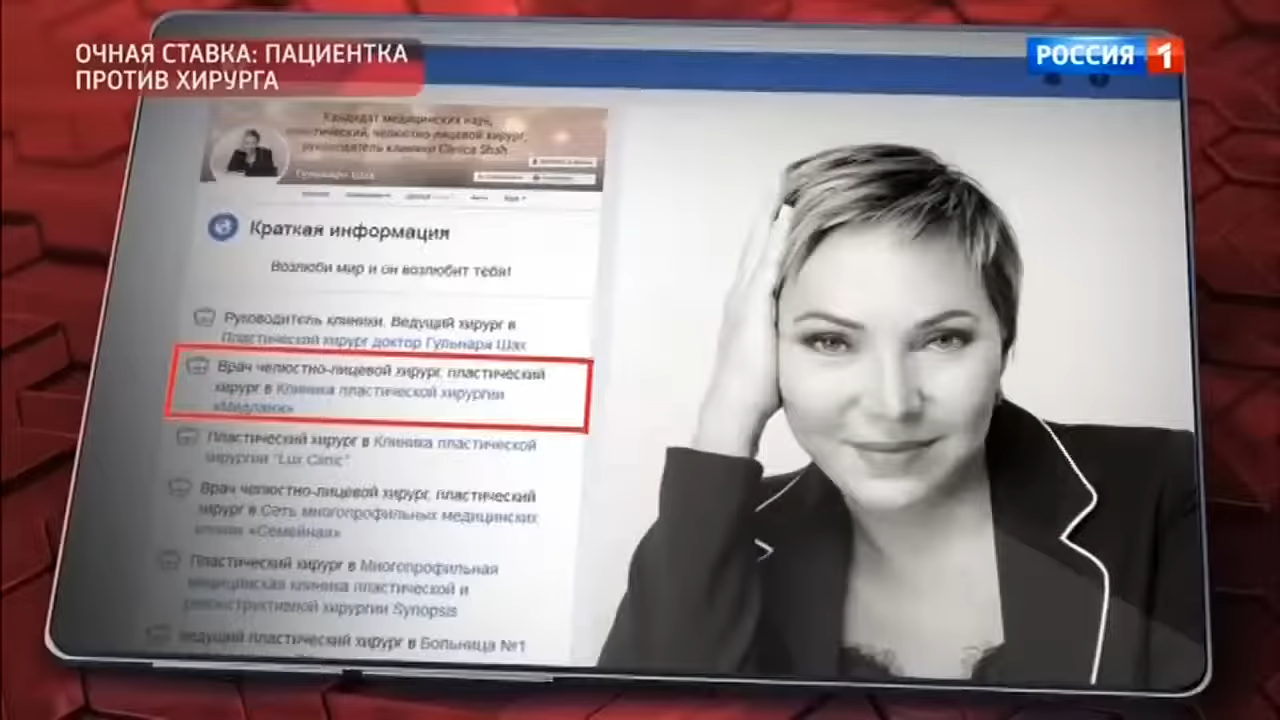 ОЧНАЯ СТАВКА: ПАЦИЕНТКА
ПРОТИВ ХИРУРГА
РОССИЯ 1
Кандидат медицинских наук,
пластический, челюстно-лицевой хирург,
руководитель клиники Clinica Shah
Гульнара Шах
Краткая информация
Возлюби мир и он возлюбит тебя!
Руководитель клиники. Ведущий хирург в
Пластический хирург доктор Гульнара Шах
Врач челюстно-лицевой хирург, пластический
хирург в Клиника пластической хирургии
«Медланж»
Пластический хирург в Клиника пластической
хирургии "Lux Clinic"
Врач челюстно-лицевой хирург, пластический
хирург в Сеть многопрофильных медицинских
клиник «Семейная»
Пластический хирург в Многопрофильная
медицинская клиника пластической и
реконструктивной хирургии Synopsis
Ведущий пластический хирург в Больница №1